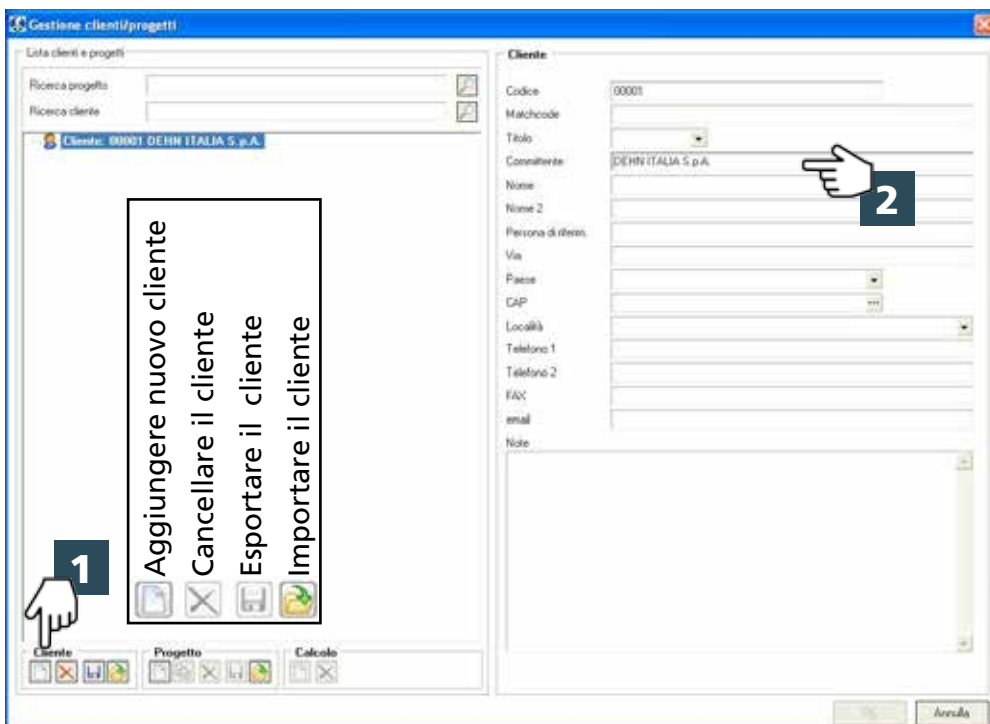 Gestione clienti/progetti
Lista clienti e progetti
Ricerca progetto
Ricerca cliente
Cliente: 00001 DEHN ITALIA S.p.A.
Aggiungere nuovo cliente
Cancellare il cliente
Esportare il cliente
Importare il cliente
1
Cliente
Progetto
Calcolo
Cliente
Codice 00001
Matchcode
Titolo
Committente DEHN ITALIA S.p.A.
2
Nome
Nome 2
Persona di riferim.
Via
Paese
CAP
Località
Telefono 1
Telefono 2
FAX
email
Note
OK
Annulla